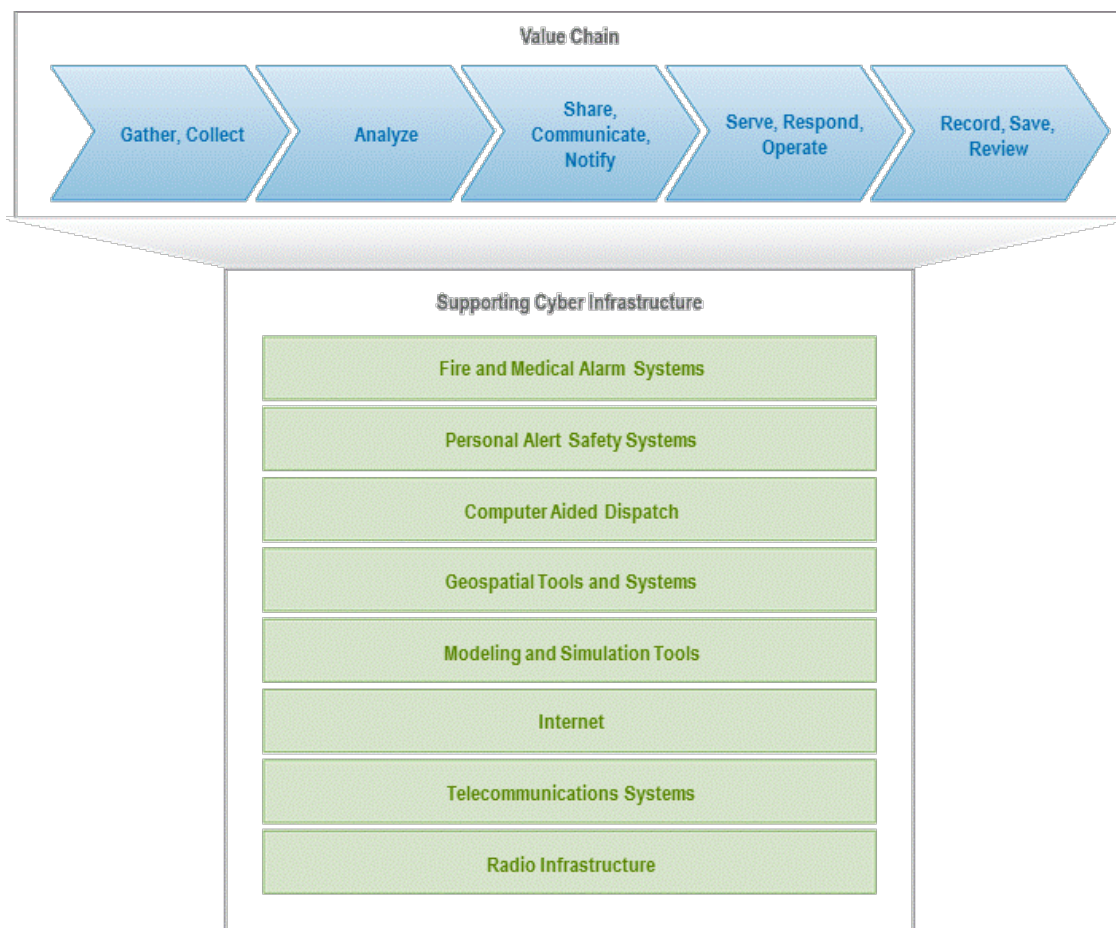 Value Chain
Gather, Collect
Analyze
Share,
Communicate,
Notify
Serve, Respond,
Operate
Record, Save,
Review
Supporting Cyber Infrastructure
Fire and Medical Alarm Systems
Personal Alert Safety Systems
Computer Aided Dispatch
Geospatial Tools and Systems
Modeling and Simulation Tools
Internet
Telecommunications Systems
Radio Infrastructure